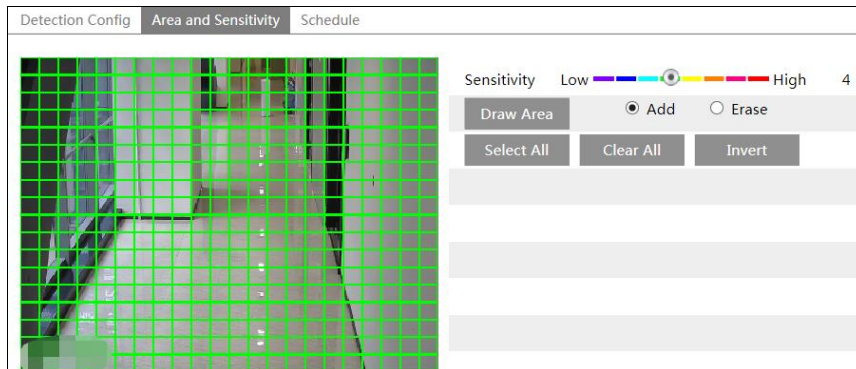 Detection Config Area and Sensitivity Schedule
Sensitivity Low High 4
Draw Area Add Erase
Select All Clear All Invert